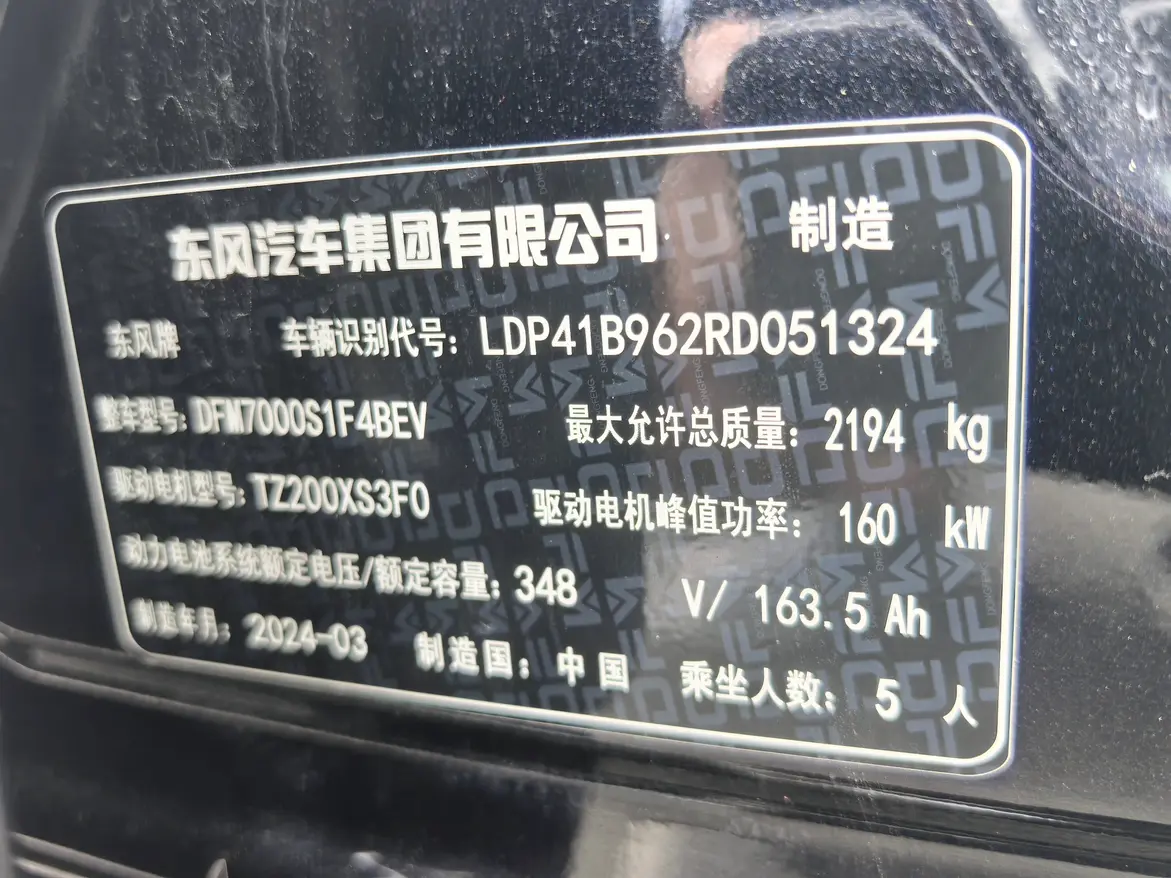 东风汽车集团有限公司 制造
东风牌 车辆识别代号：LDP41B962RD051324
整车型号：DFM7000S1F4BEV 最大允许总质量：2194 kg
驱动电机型号：TZ200XS3F0 驱动电机峰值功率：160 kW
动力电池系统额定电压/额定容量：348 V/ 163.5 Ah
制造年月：2024-03 制造国：中国 乘坐人数：5 人